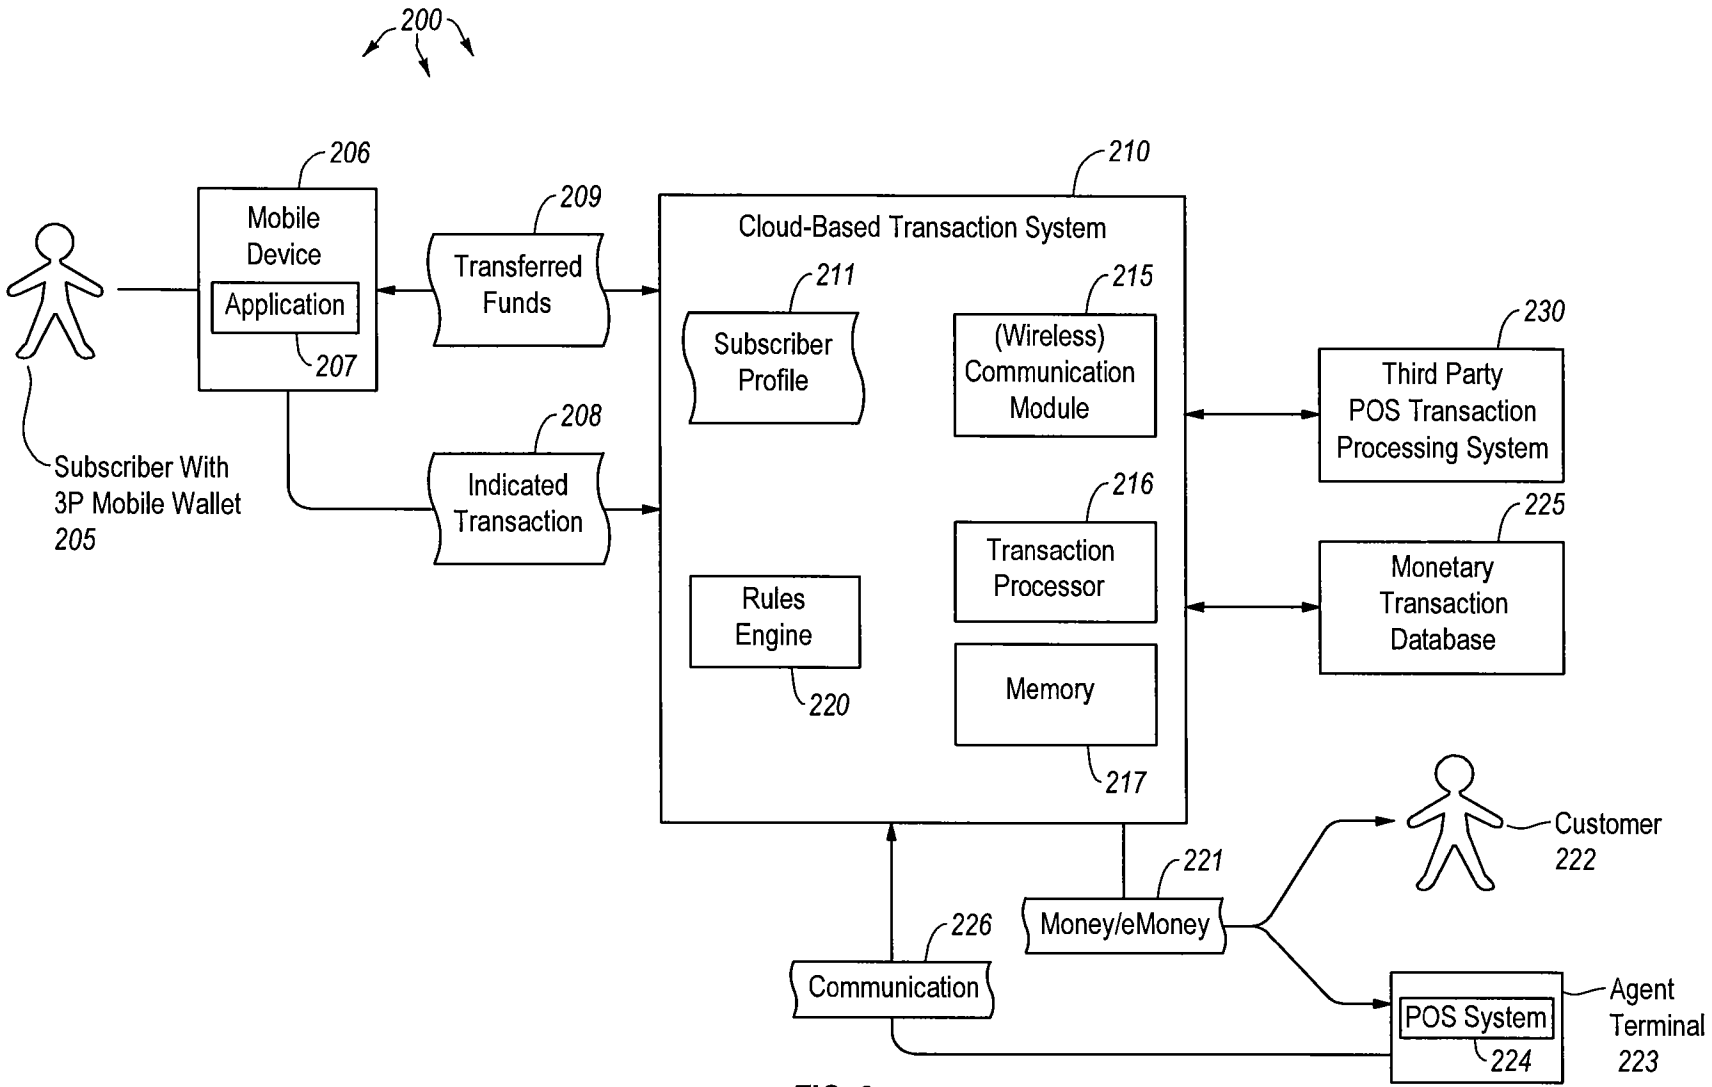 200
206
Mobile
Device
Application
207
209
Transferred
Funds
208
Indicated
Transaction
Subscriber With
3P Mobile Wallet
205
210
Cloud-Based Transaction System
211
Subscriber
Profile
215
(Wireless)
Communication
Module
216
Transaction
Processor
Rules
Engine
220
Memory
217
230
Third Party
POS Transaction
Processing System
225
Monetary
Transaction
Database
Customer
222
221
Money/eMoney
226
Communication
POS System
224
Agent
Terminal
223